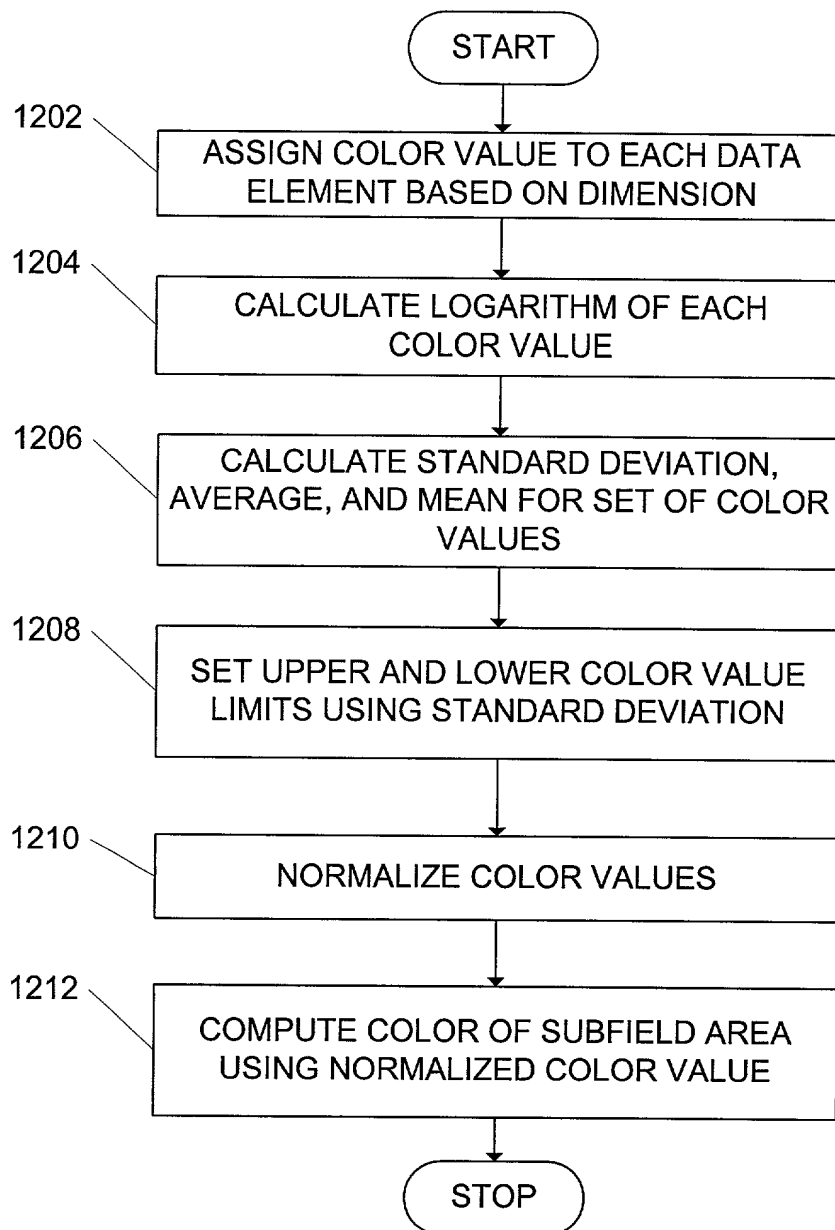 START
1202
ASSIGN COLOR VALUE TO EACH DATA
ELEMENT BASED ON DIMENSION
1204
CALCULATE LOGARITHM OF EACH
COLOR VALUE
1206
CALCULATE STANDARD DEVIATION,
AVERAGE, AND MEAN FOR SET OF COLOR
VALUES
1208
SET UPPER AND LOWER COLOR VALUE
LIMITS USING STANDARD DEVIATION
1210
NORMALIZE COLOR VALUES
1212
COMPUTE COLOR OF SUBFIELD AREA
USING NORMALIZED COLOR VALUE
STOP